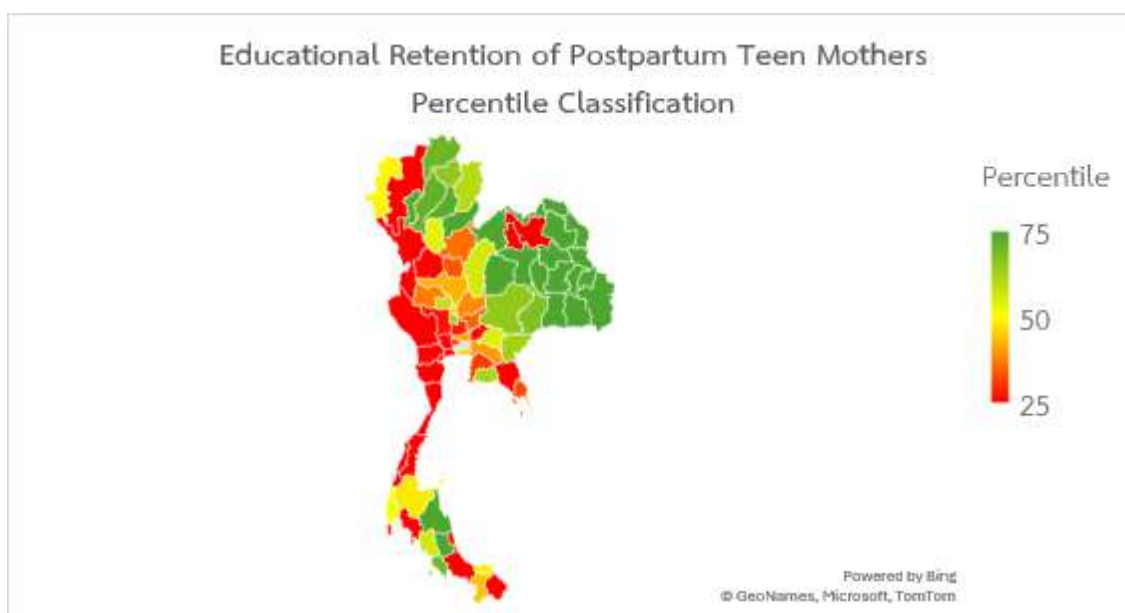 Educational Retention of Postpartum Teen Mothers
Percentile Classification
Percentile
75
50
25
Powered by Bing
© GeoNames, Microsoft, TomTom